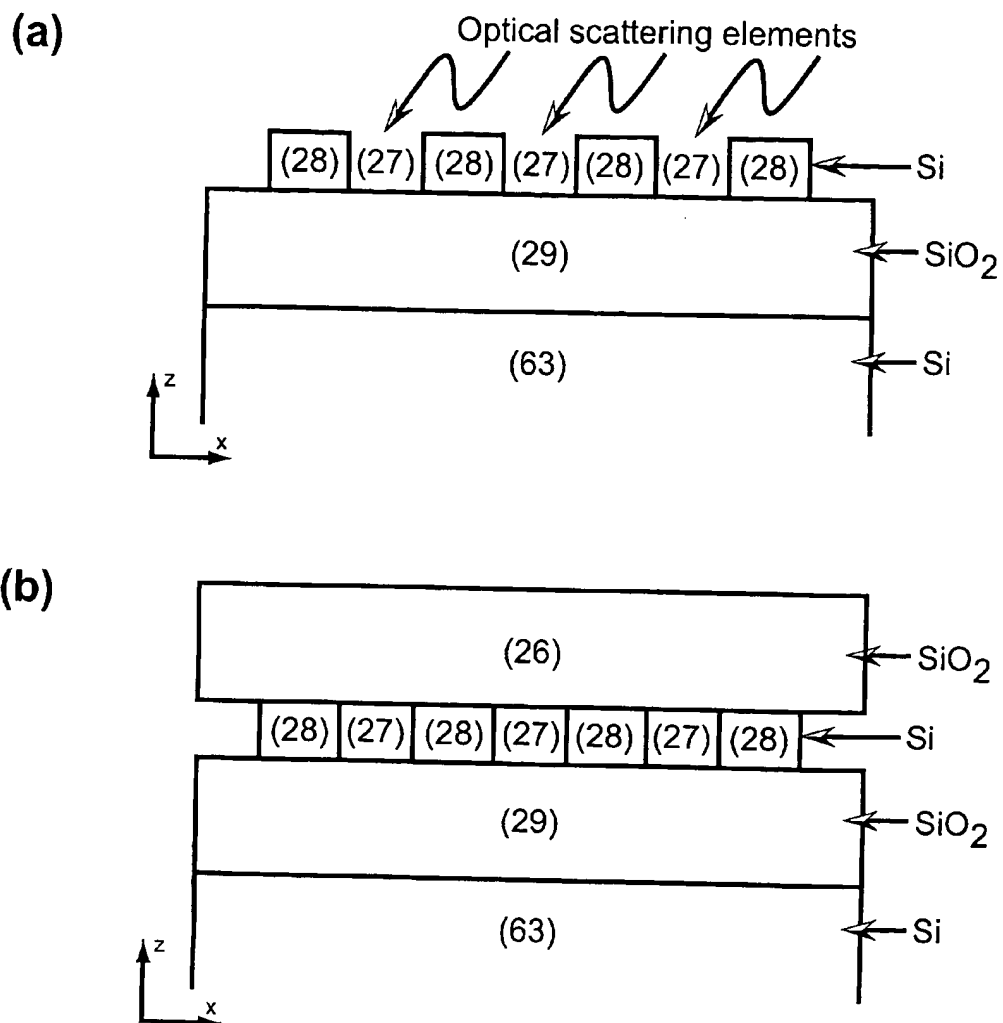 (a)
Optical scattering elements
(28) (27) (28) (27) (28) (27) (28) Si
(29) SiO2
(63) Si
z
x
(b)
(26) SiO2
(28) (27) (28) (27) (28) (27) (28) Si
(29) SiO2
(63) Si
z
x